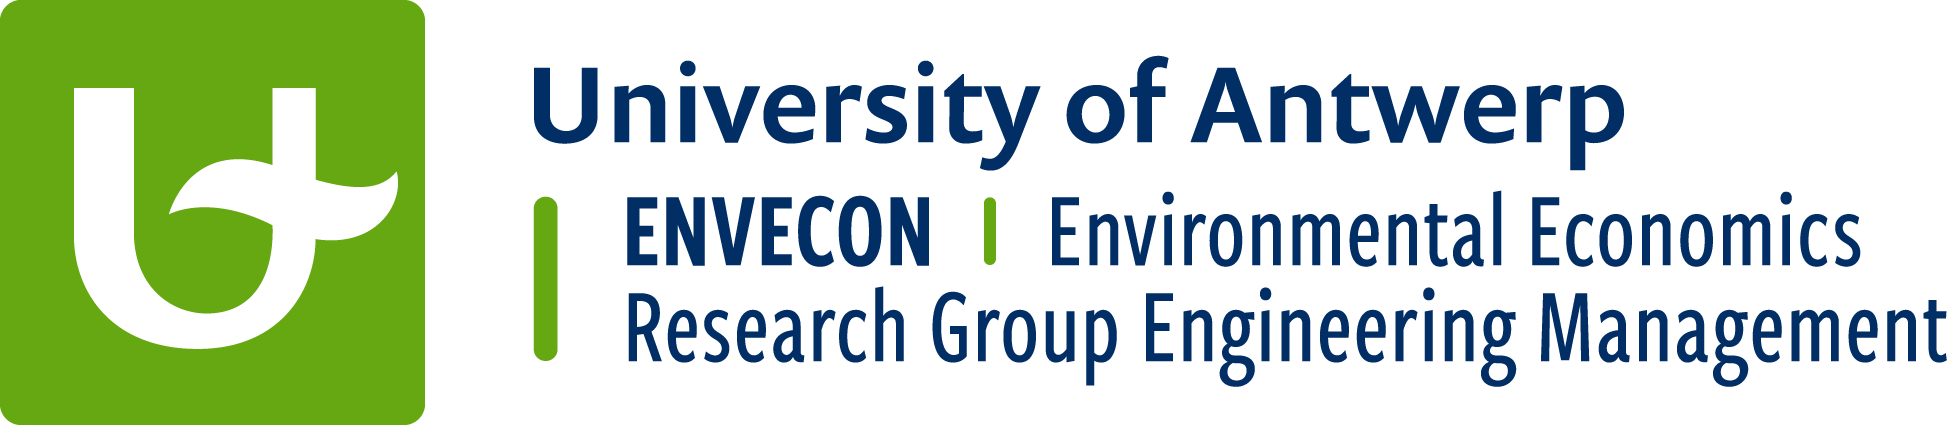 University of Antwerp
ENVECON | Environmental Economics
Research Group Engineering Management